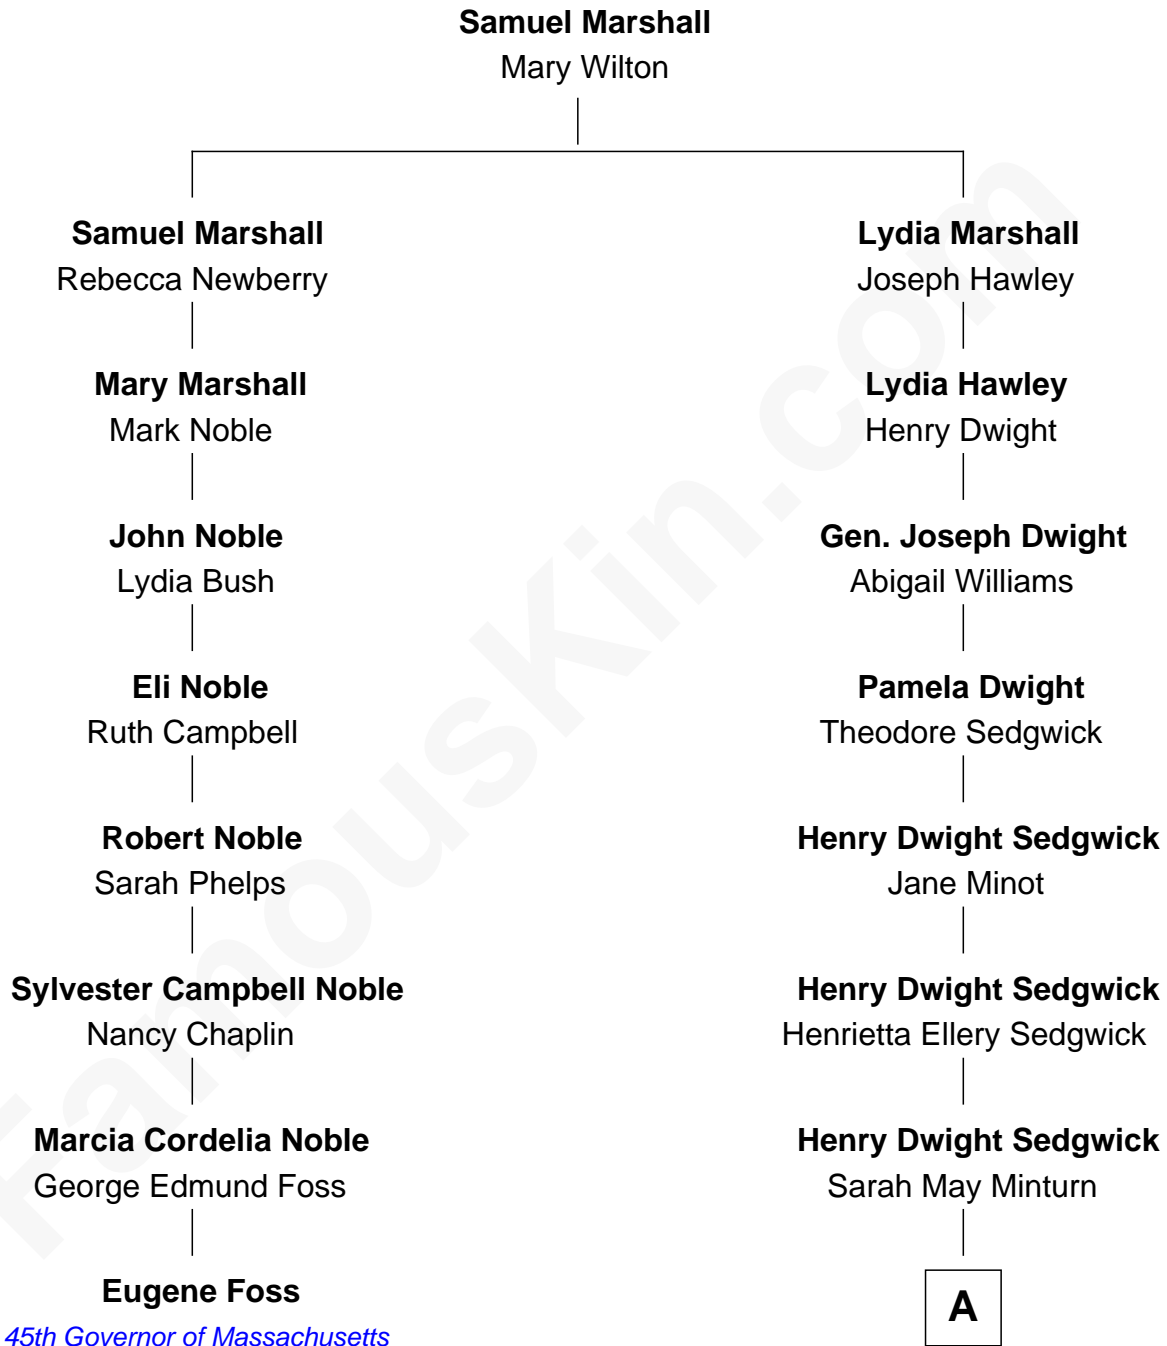 Samuel Marshall
Mary Wilton
Samuel Marshall
Rebecca Newberry
Lydia Marshall
Joseph Hawley
Mary Marshall
Mark Noble
Lydia Hawley
Henry Dwight
John Noble
Lydia Bush
Gen. Joseph Dwight
Abigail Williams
Eli Noble
Ruth Campbell
Pamela Dwight
Theodore Sedgwick
Robert Noble
Sarah Phelps
Henry Dwight Sedgwick
Jane Minot
Sylvester Campbell Noble
Nancy Chaplin
Henry Dwight Sedgwick
Henrietta Ellery Sedgwick
Marcia Cordelia Noble
George Edmund Foss
Henry Dwight Sedgwick
Sarah May Minturn
Eugene Foss
45th Governor of Massachusetts
A
FamousKin.com